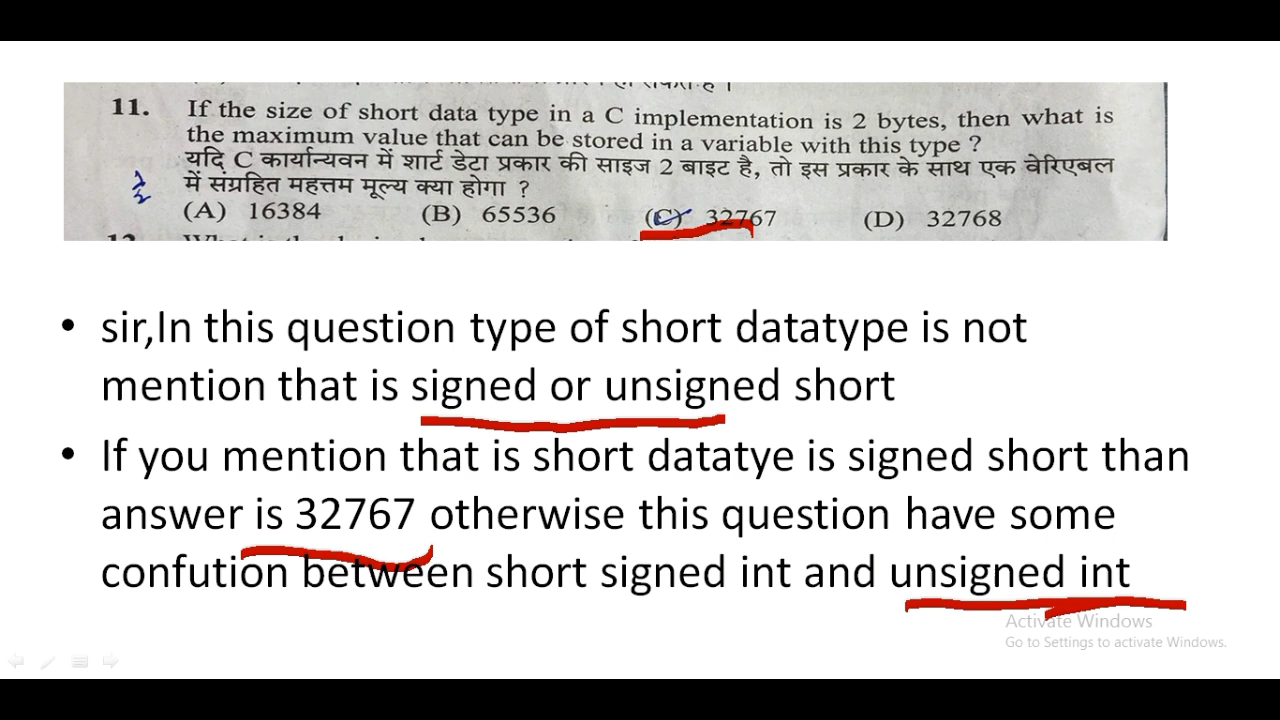 11. If the size of short data type in a C implementation is 2 bytes, then what is
the maximum value that can be stored in a variable with this type ?
यदि C कार्यान्यवन में शार्ट डेटा प्रकार की साइज 2 बाइट है, तो इस प्रकार के साथ एक वेरिएबल
में संग्रहित महत्तम मूल्य क्या होगा ?
(A) 16384 (B) 65536 (C) 32767 (D) 32768
• sir,In this question type of short datatype is not
mention that is signed or unsigned short
• If you mention that is short datatye is signed short than
answer is 32767 otherwise this question have some
confution between short signed int and unsigned int
Activate Windows
Go to Settings to activate Windows.